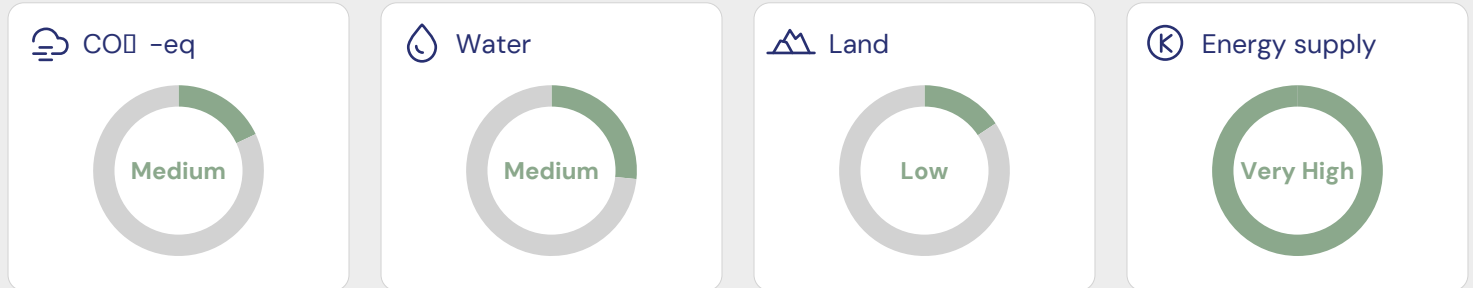 CO▯ -eq
Medium
Water
Medium
Land
Low
Energy supply
Very High